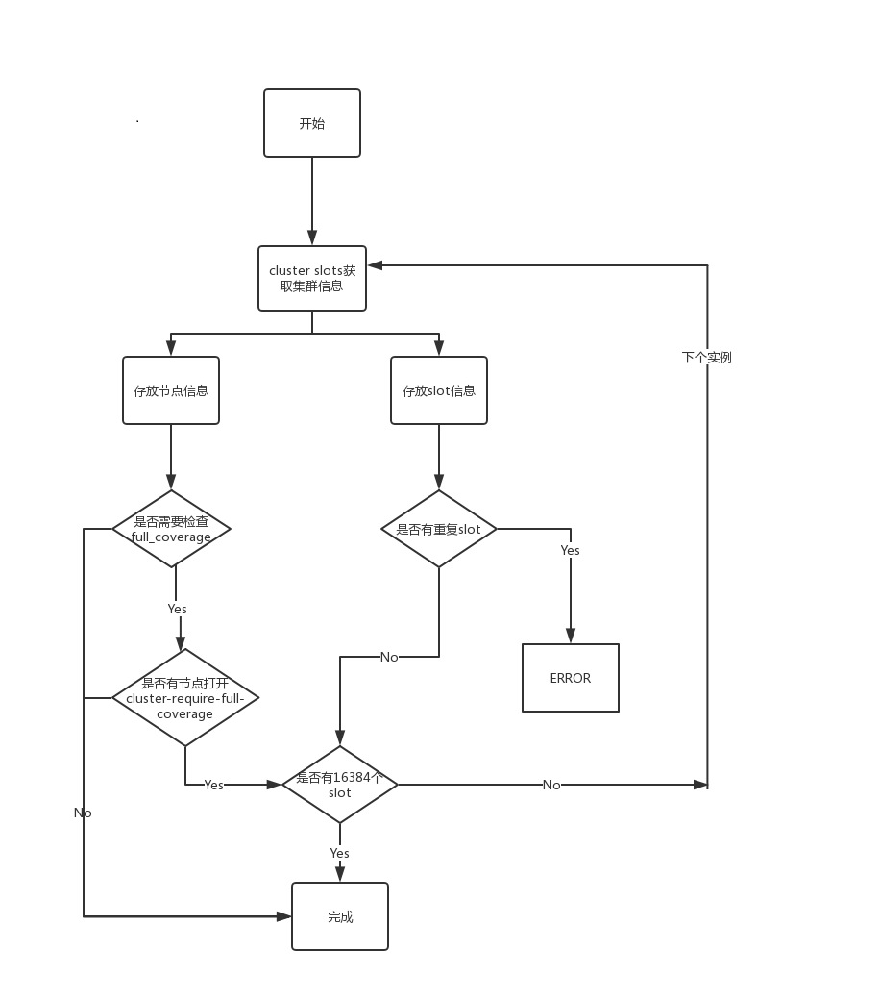 开始
cluster slots获
取集群信息
下个实例
存放节点信息
存放slot信息
是否需要检查
full_coverage
是否有重复slot
Yes
Yes
No
是否有节点打开
cluster-require-full-
coverage
ERROR
是否有16384个
slot
Yes
No
No
Yes
完成